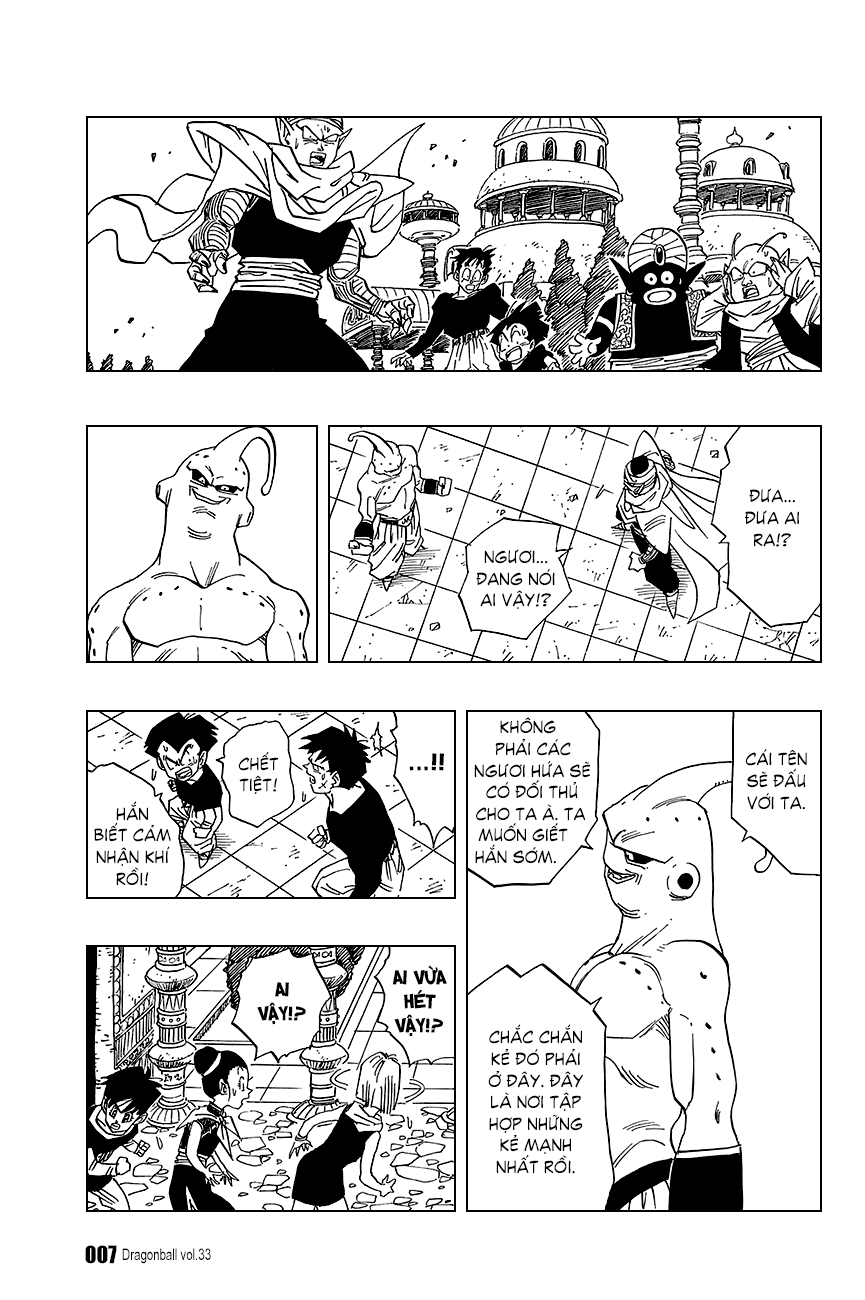 ĐƯA...
ĐƯA AI
RA!?
NGƯƠI...
ĐANG NÓI
AI VẬY!?
CÁI TÊN
SẼ ĐẤU
VỚI TA.
KHÔNG
PHẢI CÁC
NGƯƠI HỨA SẼ
CÓ ĐỐI THỦ
CHO TA À. TA
MUỐN GIẾT
HẮN SỚM.
CHẮC CHẮN
KẺ ĐÓ PHẢI
Ở ĐÂY. ĐÂY
LÀ NƠI TẬP
HỢP NHỮNG
KẺ MẠNH
NHẤT RỒI.
...!!
CHẾT
TIỆT!
HẮN
BIẾT CẢM
NHẬN KHÍ
RỒI!
AI VỪA
HÉT
VẬY!?
AI
VẬY!?
007 Dragonball vol.33